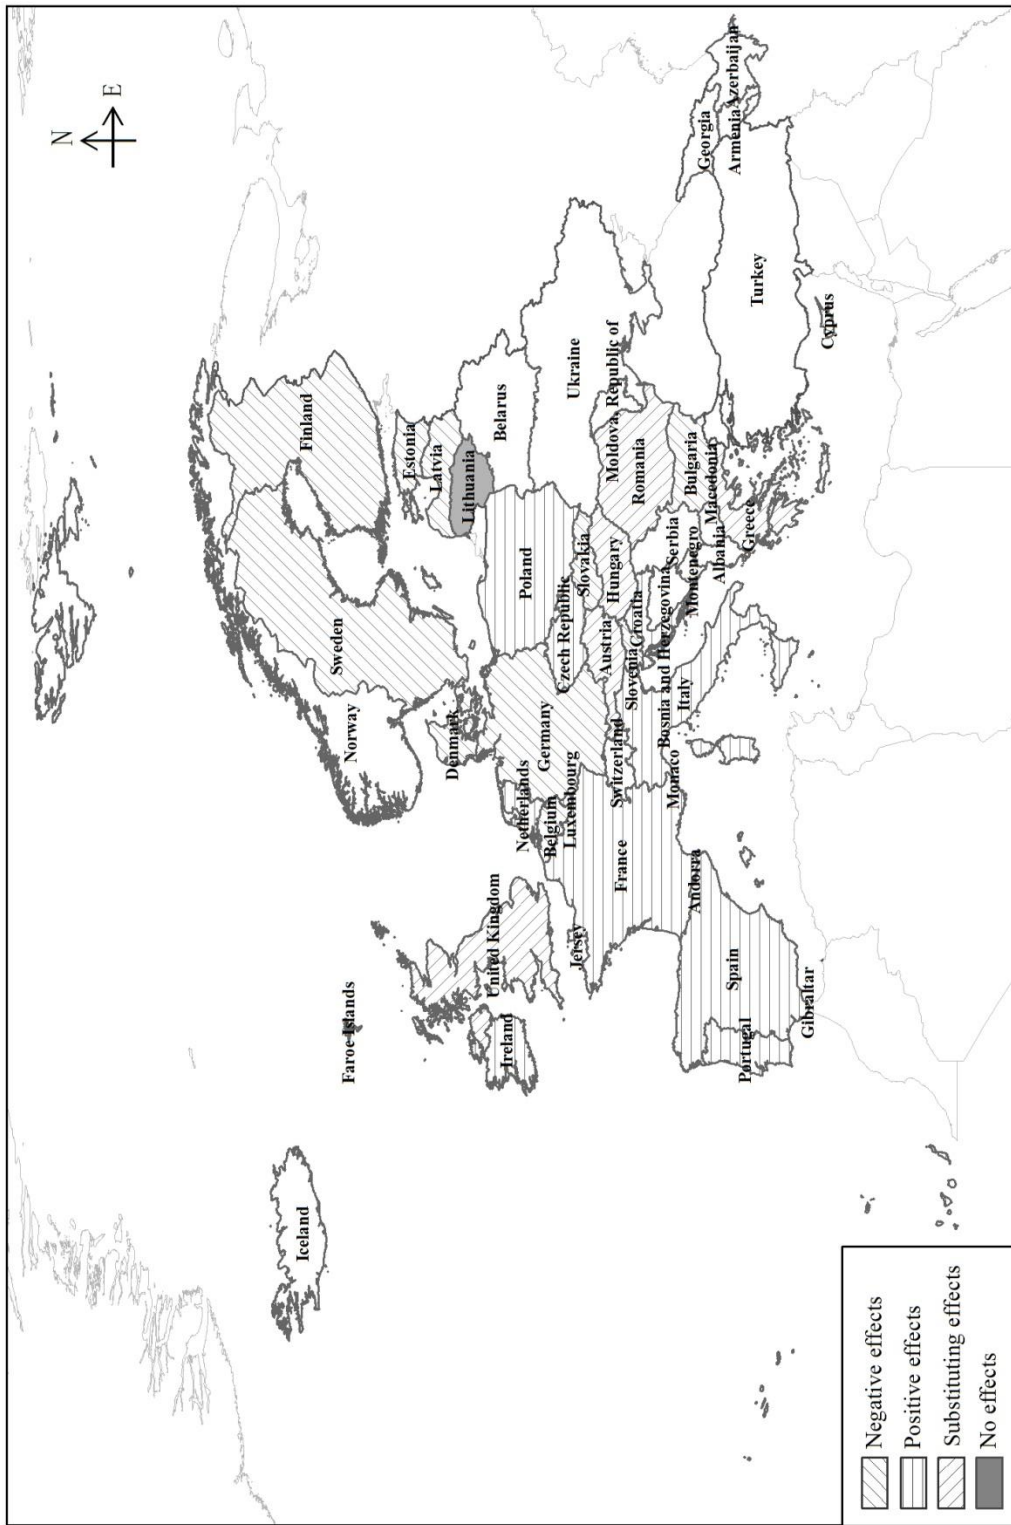 N
E
Iceland
Faroe Islands
Norway
Sweden
Finland
Estonia
Latvia
Lithuania
Denmark
Belarus
United Kingdom
Ireland
Netherlands
Germany
Poland
Belgium
Luxembourg
Czech Republic
Slovakia
Ukraine
Jersey
France
Switzerland
Austria
Hungary
Moldova, Republic of
Slovenia
Croatia
Romania
Bosnia and Herzegovina
Serbia
Monaco
Italy
Montenegro
Bulgaria
Georgia
Andorra
Albania
Macedonia
Armenia
Azerbaijan
Spain
Portugal
Greece
Turkey
Gibraltar
Cyprus
Negative effects
Positive effects
Substituting effects
No effects